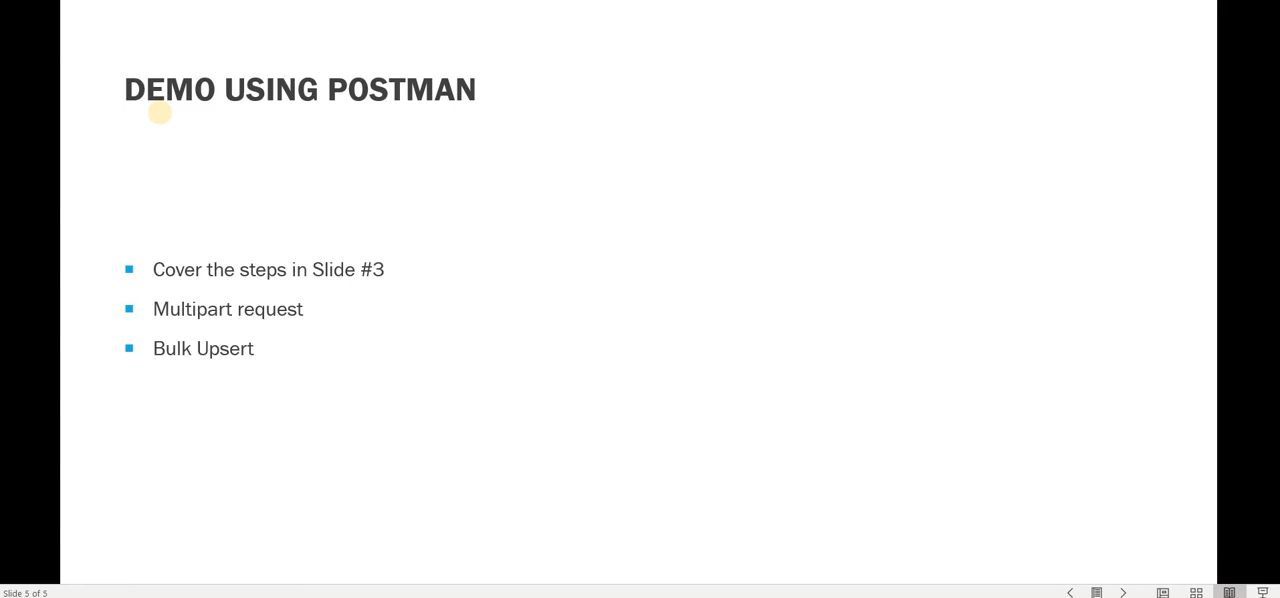 DEMO USING POSTMAN
Cover the steps in Slide #3
Multipart request
Bulk Upsert
Slide 5 of 5